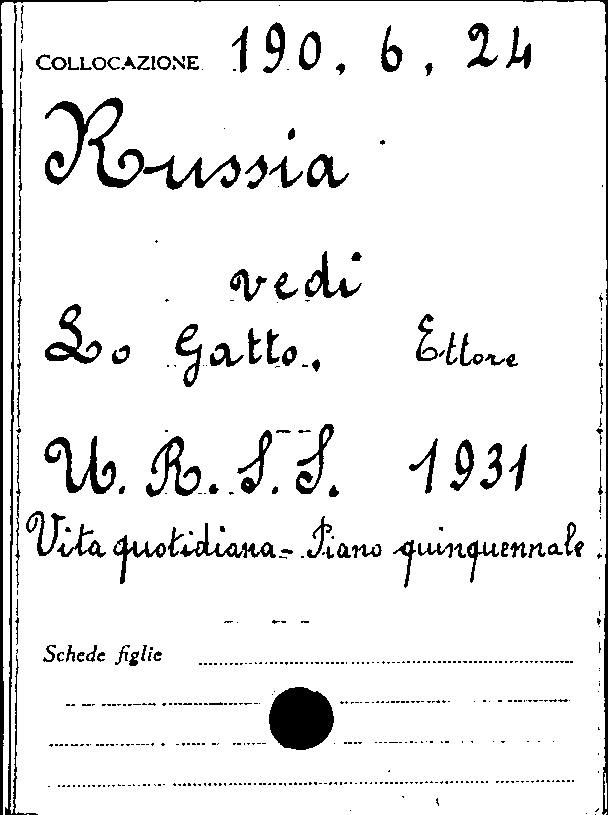 COLLOCAZIONE 190. 6. 24
Russia
vedi
Lo Gatto, Ettore
U.R.S.S. 1931
Vita quotidiana - Piano quinquennale
Schede figlie